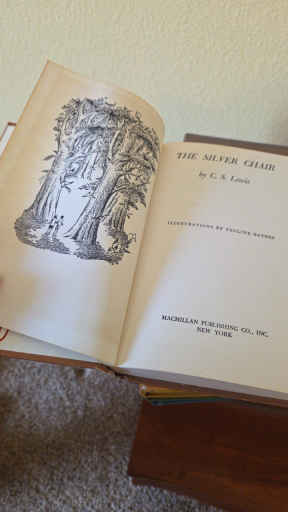 THE SILVER CHAIR
by C. S. Lewis
ILLUSTRATIONS BY PAULINE BAYNES
MACMILLAN PUBLISHING CO., INC.
NEW YORK